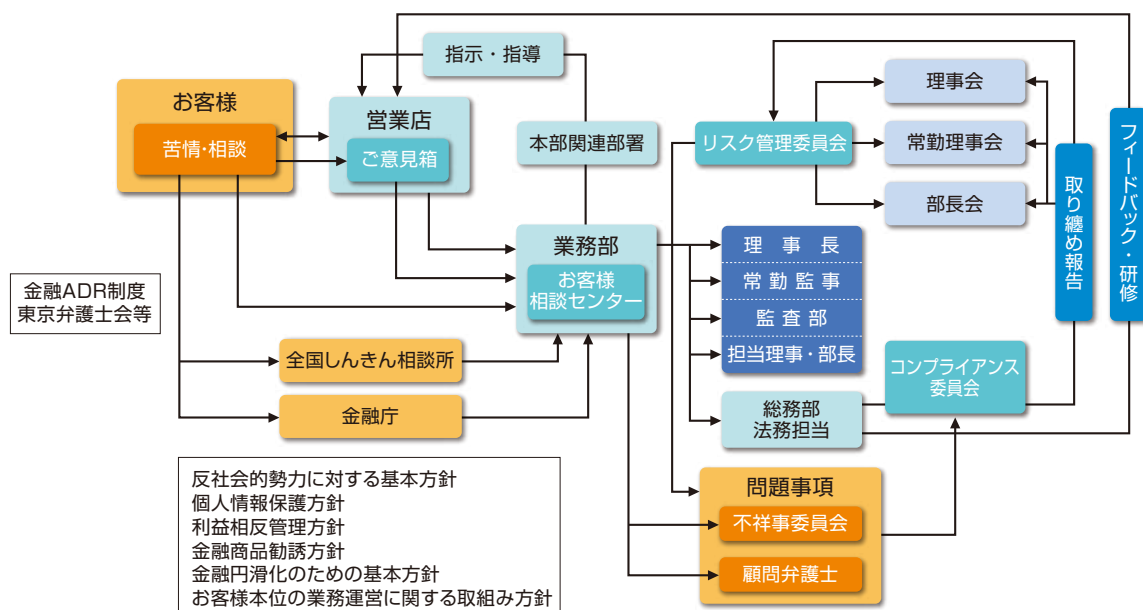 指示・指導
お客様
苦情・相談
営業店
ご意見箱
本部関連部署
業務部
お客様
相談センター
金融ADR制度
東京弁護士会等
全国しんきん相談所
金融庁
リスク管理委員会
理事会
常勤理事会
部長会
理事長
常勤監事
監査部
担当理事・部長
総務部
法務担当
コンプライアンス
委員会
取り纏め報告
フィードバック・研修
問題事項
不祥事委員会
顧問弁護士
反社会的勢力に対する基本方針
個人情報保護方針
利益相反管理方針
金融商品勧誘方針
金融円滑化のための基本方針
お客様本位の業務運営に関する取組み方針